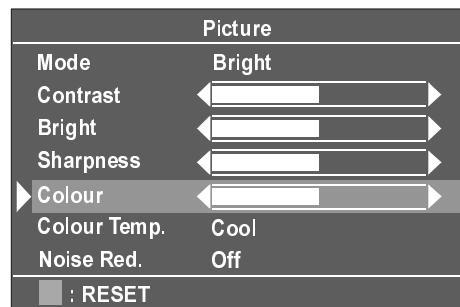 Picture
Mode Bright
Contrast
Bright
Sharpness
Colour
Colour Temp. Cool
Noise Red. Off
: RESET